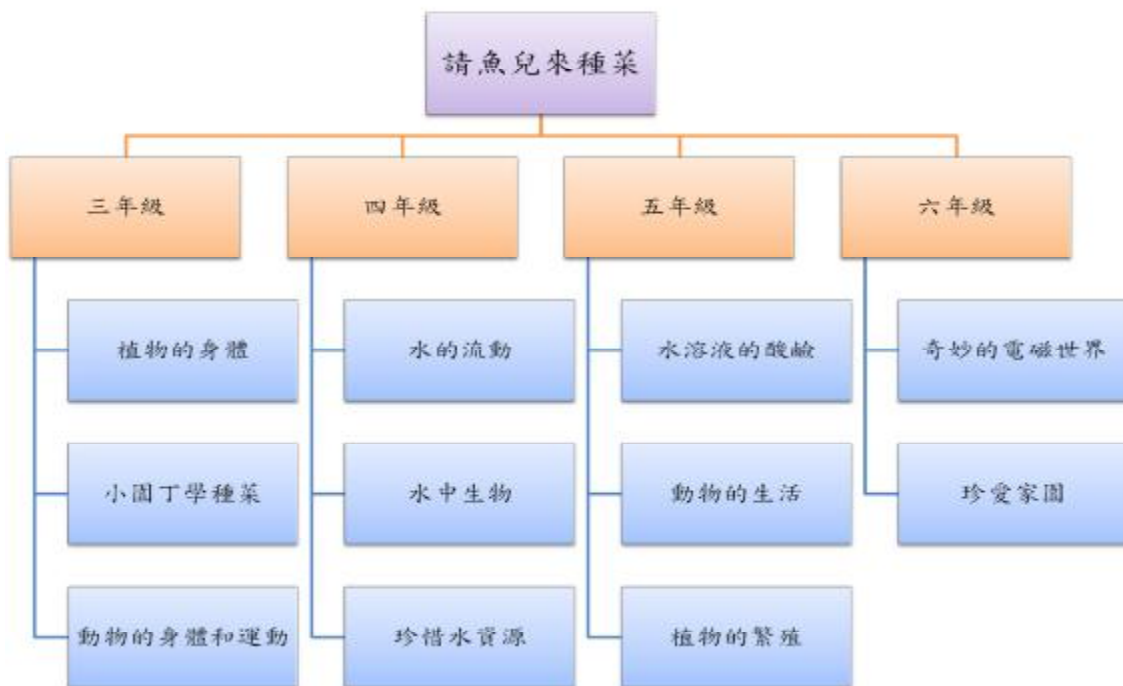 請魚兒來種菜
三年級
四年級
五年級
六年級
植物的身體
水的流動
水溶液的酸鹼
奇妙的電磁世界
小園丁學種菜
水中生物
動物的生活
珍愛家園
動物的身體和運動
珍惜水資源
植物的繁殖